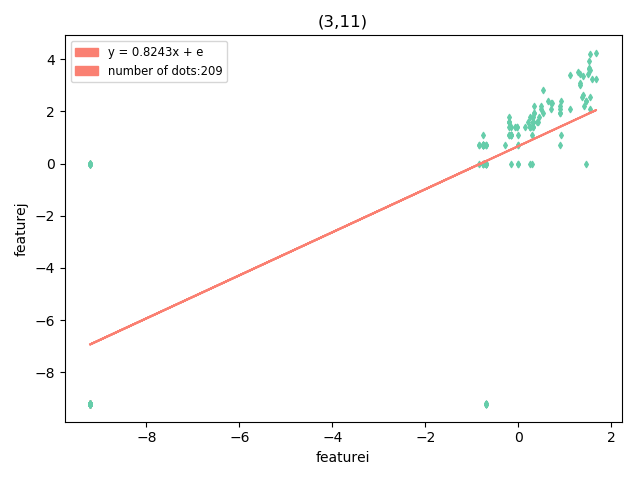 (3,11)
y = 0.8243x + e
number of dots:209
4
2
0
−2
−4
−6
−8
featurej
−8 −6 −4 −2 0 2
featurei